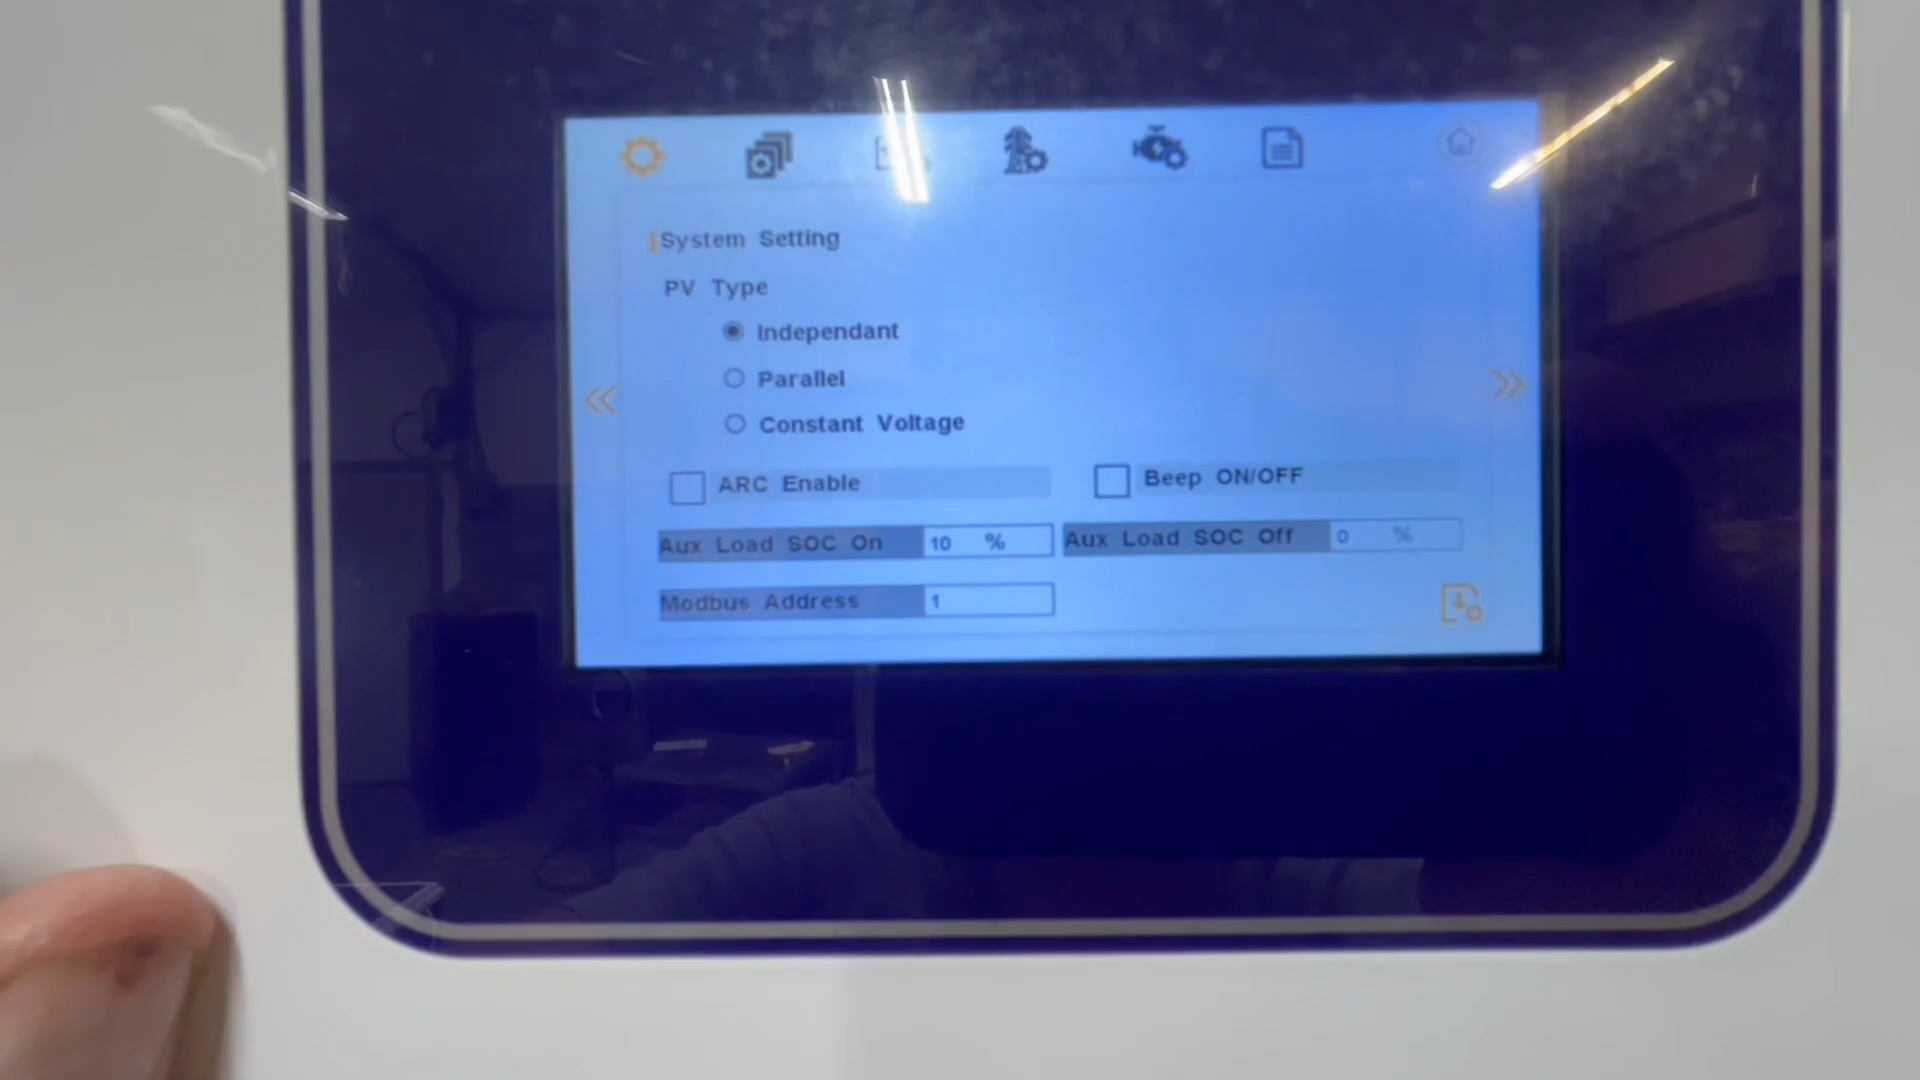 System Setting
PV Type
Independant
Parallel
Constant Voltage
ARC Enable
Beep ON/OFF
Aux Load SOC On 10 %
Aux Load SOC Off 0 %
Modbus Address 1